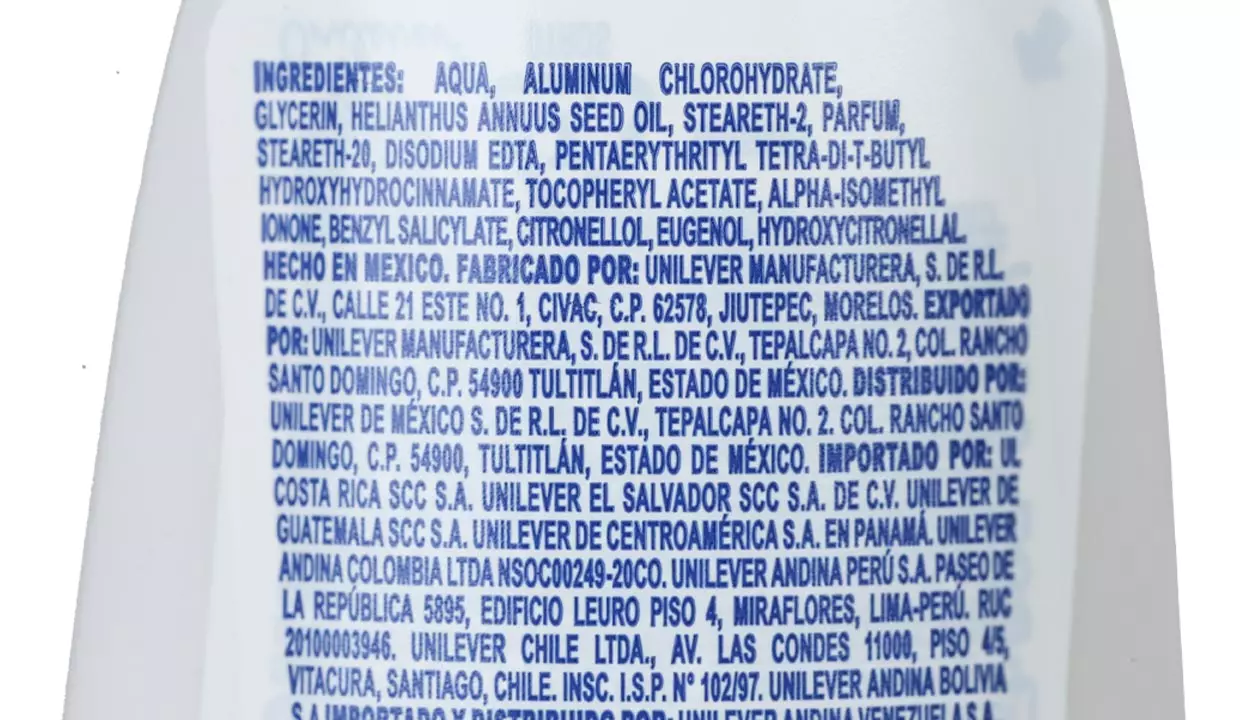 INGREDIENTES: AQUA, ALUMINUM CHLOROHYDRATE,
GLYCERIN, HELIANTHUS ANNUUS SEED OIL, STEARETH-2, PARFUM,
STEARETH-20, DISODIUM EDTA, PENTAERYTHRITYL TETRA-DI-T-BUTYL
HYDROXYHYDROCINNAMATE, TOCOPHERYL ACETATE, ALPHA-ISOMETHYL
IONONE, BENZYL SALICYLATE, CITRONELLOL, EUGENOL, HYDROXYCITRONELLAL.
HECHO EN MEXICO. FABRICADO POR: UNILEVER MANUFACTURERA, S. DE R.L.
DE C.V., CALLE 21 ESTE NO. 1, CIVAC, C.P. 62578, JIUTEPEC, MORELOS. EXPORTADO
POR: UNILEVER MANUFACTURERA, S. DE R.L. DE C.V., TEPALCAPA NO. 2, COL. RANCHO
SANTO DOMINGO, C.P. 54900 TULTITLÁN, ESTADO DE MÉXICO. DISTRIBUIDO POR:
UNILEVER DE MÉXICO S. DE R.L. DE C.V., TEPALCAPA NO. 2. COL. RANCHO SANTO
DOMINGO, C.P. 54900, TULTITLÁN, ESTADO DE MÉXICO. IMPORTADO POR: UL
COSTA RICA SCC S.A. UNILEVER EL SALVADOR SCC S.A. DE C.V. UNILEVER DE
GUATEMALA SCC S.A. UNILEVER DE CENTROAMÉRICA S.A. EN PANAMÁ. UNILEVER
ANDINA COLOMBIA LTDA NSOC00249-20CO. UNILEVER ANDINA PERÚ S.A. PASEO DE
LA REPÚBLICA 5895, EDIFICIO LEURO PISO 4, MIRAFLORES, LIMA-PERÚ. RUC
20100003946. UNILEVER CHILE LTDA., AV. LAS CONDES 11000, PISO 4/5,
VITACURA, SANTIAGO, CHILE. INSC. I.S.P. N° 102/97. UNILEVER ANDINA BOLIVIA
S.A IMPORTADO Y DISTRIBUIDO POR: UNILEVER ANDINA VENEZUELA S.A.